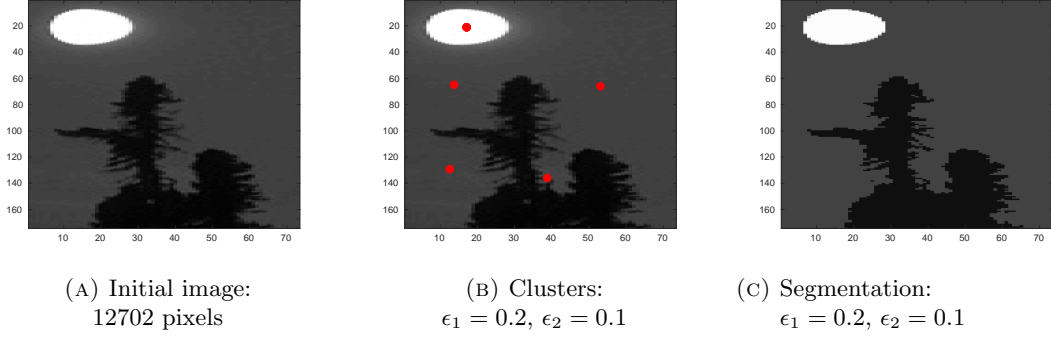 20
40
60
80
100
120
140
160
10 20 30 40 50 60 70
20
40
60
80
100
120
140
160
10 20 30 40 50 60 70
20
40
60
80
100
120
140
160
10 20 30 40 50 60 70
(A) Initial image:
12702 pixels
(B) Clusters:
ϵ₁ = 0.2, ϵ₂ = 0.1
(C) Segmentation:
ϵ₁ = 0.2, ϵ₂ = 0.1